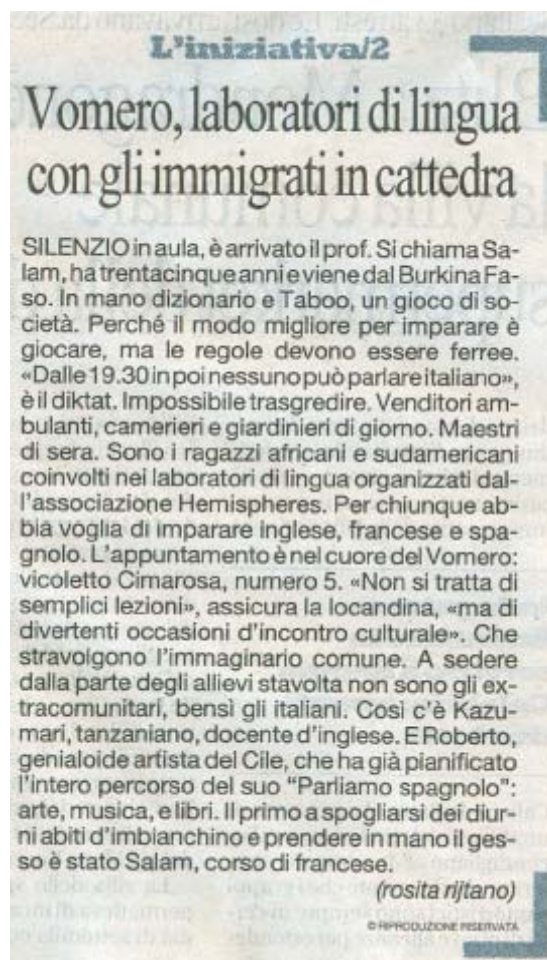 L'iniziativa/2
Vomero, laboratori di lingua
con gli immigrati in cattedra
SILENZIO in aula, è arrivato il prof. Si chiama Sa-
lam, ha trentacinque anni e viene dal Burkina Fa-
so. In mano dizionario e Taboo, un gioco di so-
cietà. Perché il modo migliore per imparare è
giocare, ma le regole devono essere ferree.
«Dalle 19.30 in poi nessuno può parlare italiano»,
è il diktat. Impossibile trasgredire. Venditori am-
bulanti, camerieri e giardinieri di giorno. Maestri
di sera. Sono i ragazzi africani e sudamericani
coinvolti nei laboratori di lingua organizzati dal-
l'associazione Hemispheres. Per chiunque ab-
bia voglia di imparare inglese, francese e spa-
gnolo. L'appuntamento è nel cuore del Vomero:
vicoletto Cimarosa, numero 5. «Non si tratta di
semplici lezioni», assicura la locandina, «ma di
divertenti occasioni d'incontro culturale». Che
stravolgono l'immaginario comune. A sedere
dalla parte degli allievi stavolta non sono gli ex-
tracomunitari, bensì gli italiani. Così c'è Kazu-
mari, tanzaniano, docente d'inglese. E Roberto,
genialoide artista del Cile, che ha già pianificato
l'intero percorso del suo "Parliamo spagnolo":
arte, musica, e libri. Il primo a spogliarsi dei diur-
ni abiti d'imbianchino e prendere in mano il ges-
so è stato Salam, corso di francese.
(rosita rijtano)
© RIPRODUZIONE RISERVATA